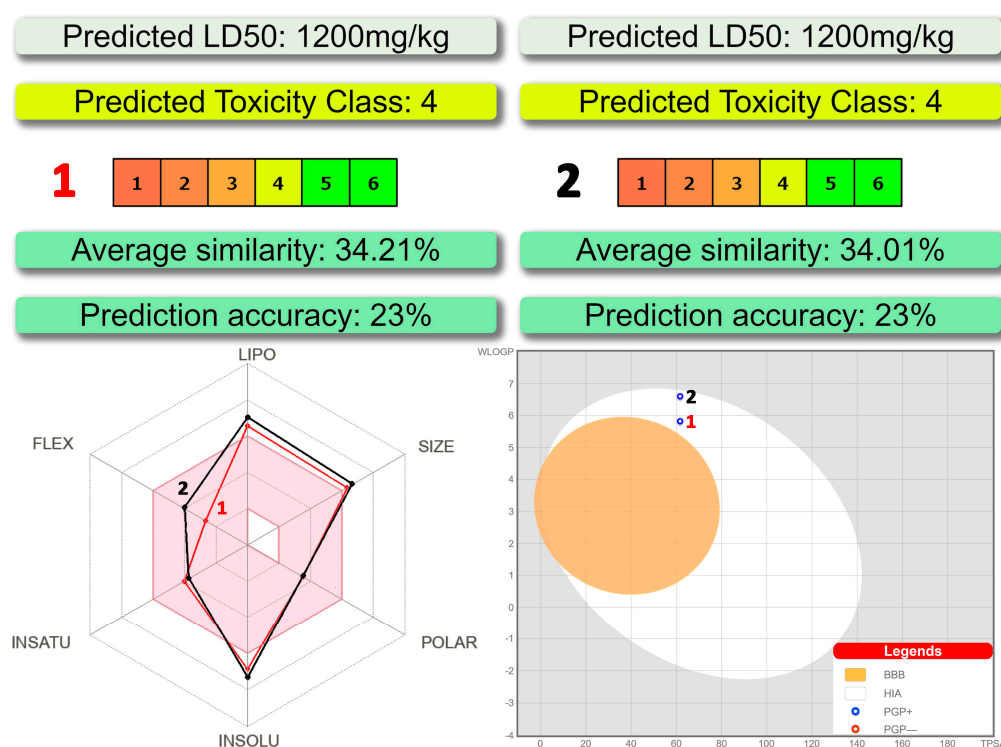 Predicted LD50: 1200mg/kg
Predicted Toxicity Class: 4
1
1 2 3 4 5 6
Average similarity: 34.21%
Prediction accuracy: 23%
Predicted LD50: 1200mg/kg
Predicted Toxicity Class: 4
2
1 2 3 4 5 6
Average similarity: 34.01%
Prediction accuracy: 23%
LIPO
FLEX
SIZE
2
1
INSATU
POLAR
INSOLU
WLOGP
7
6
5
4
3
2
1
0
-1
-2
-3
-4
2
1
Legends
BBB
HIA
PGP+
PGP—
0 20 40 60 80 100 120 140 160 180 TPS